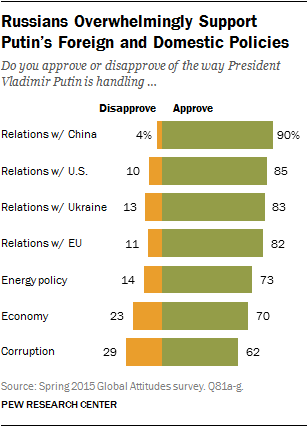 Russians Overwhelmingly Support
Putin's Foreign and Domestic Policies
Do you approve or disapprove of the way President
Vladimir Putin is handling ...
Disapprove Approve
Relations w/ China 4% 90%
Relations w/ U.S. 10 85
Relations w/ Ukraine 13 83
Relations w/ EU 11 82
Energy policy 14 73
Economy 23 70
Corruption 29 62
Source: Spring 2015 Global Attitudes survey. Q81a-g.
PEW RESEARCH CENTER